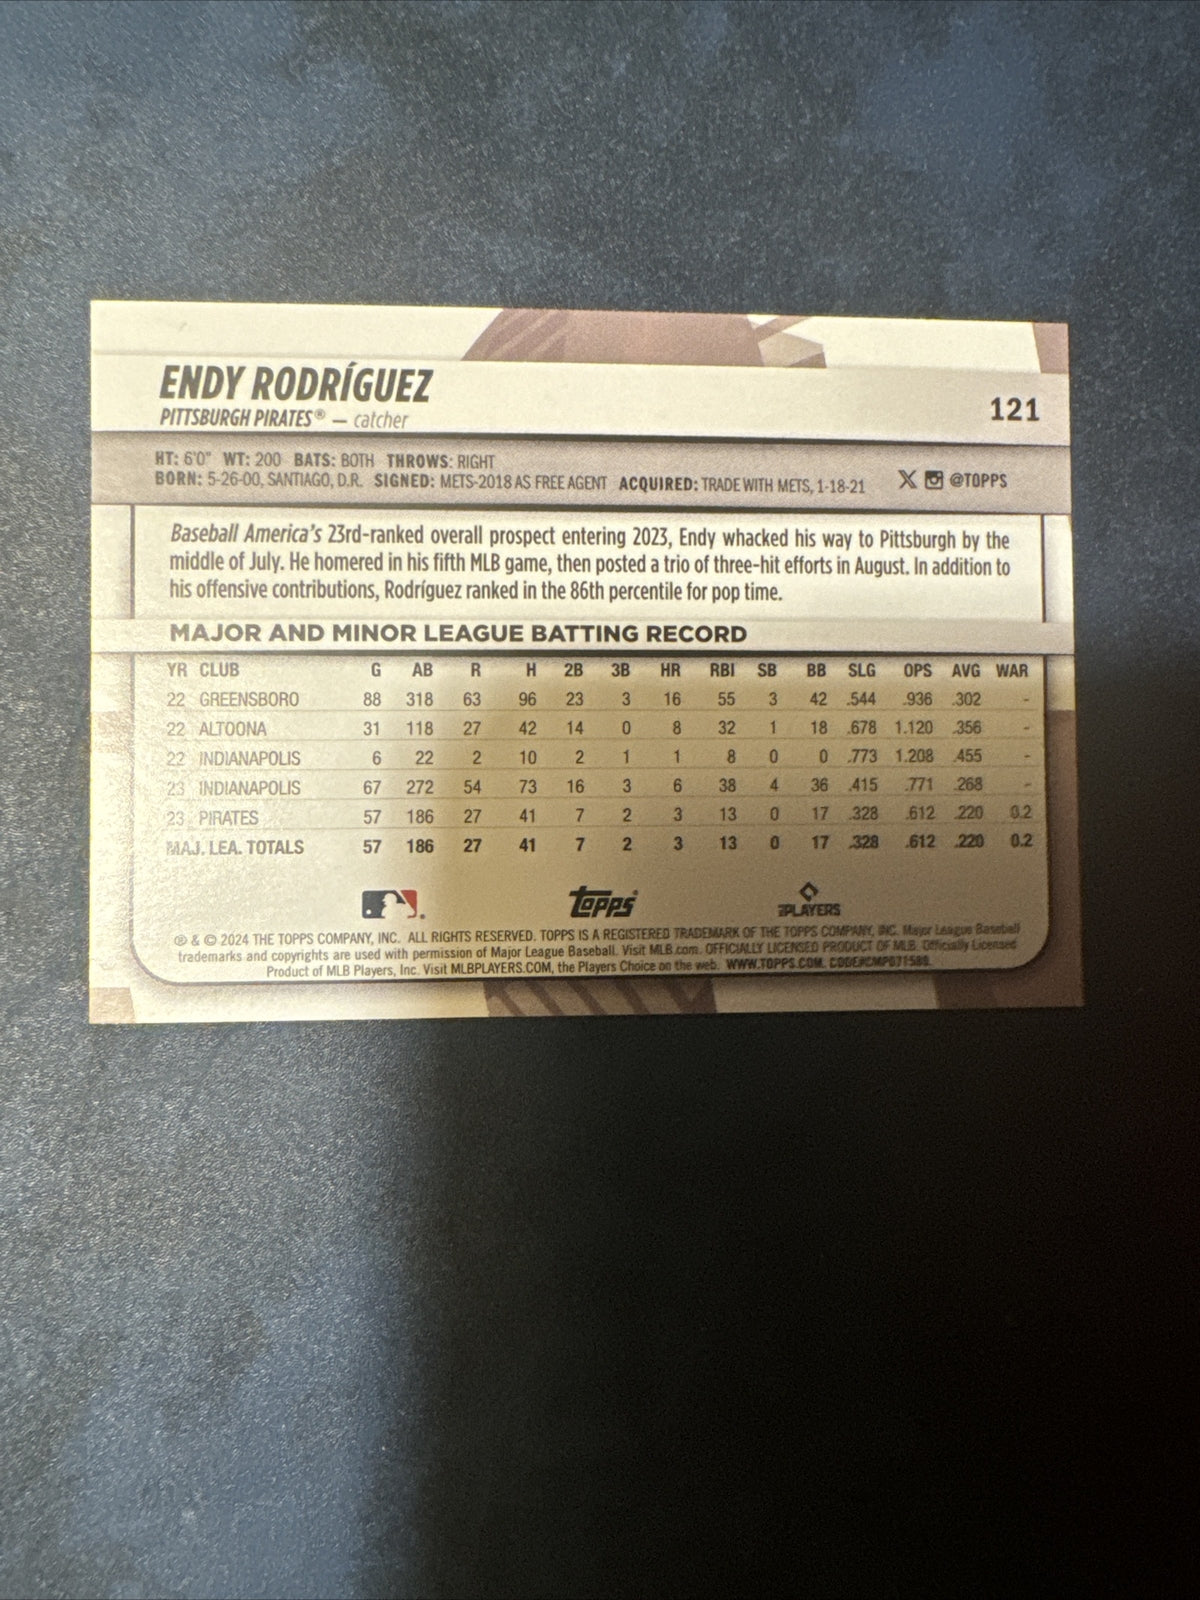 ENDY RODRÍGUEZ
PITTSBURGH PIRATES® — catcher
121
HT: 6'0" WT: 200 BATS: BOTH THROWS: RIGHT
BORN: 5-26-00, SANTIAGO, D.R. SIGNED: METS-2018 AS FREE AGENT ACQUIRED: TRADE WITH METS, 1-18-21
@TOPPS
Baseball America's 23rd-ranked overall prospect entering 2023, Endy whacked his way to Pittsburgh by the
middle of July. He homered in his fifth MLB game, then posted a trio of three-hit efforts in August. In addition to
his offensive contributions, Rodríguez ranked in the 86th percentile for pop time.
MAJOR AND MINOR LEAGUE BATTING RECORD
YR CLUB G AB R H 2B 3B HR RBI SB BB SLG OPS AVG WAR
22 GREENSBORO 88 318 63 96 23 3 16 55 3 42 .544 .936 .302 -
22 ALTOONA 31 118 27 42 14 0 8 32 1 18 .678 1.120 .356 -
22 INDIANAPOLIS 6 22 2 10 2 1 1 8 0 0 .773 1.208 .455 -
23 INDIANAPOLIS 67 272 54 73 16 3 6 38 4 36 .415 .771 .268 -
23 PIRATES 57 186 27 41 7 2 3 13 0 17 .328 .612 .220 0.2
MAJ. LEA. TOTALS 57 186 27 41 7 2 3 13 0 17 .328 .612 .220 0.2
TOPPS
PLAYERS
® & © 2024 THE TOPPS COMPANY, INC. ALL RIGHTS RESERVED. TOPPS IS A REGISTERED TRADEMARK OF THE TOPPS COMPANY, INC. Major League Baseball
trademarks and copyrights are used with permission of Major League Baseball. Visit MLB.com. OFFICIALLY LICENSED PRODUCT OF MLB. Officially Licensed
Product of MLB Players, Inc. Visit MLBPLAYERS.COM, the Players Choice on the web. WWW.TOPPS.COM. CODE#CMP071589.